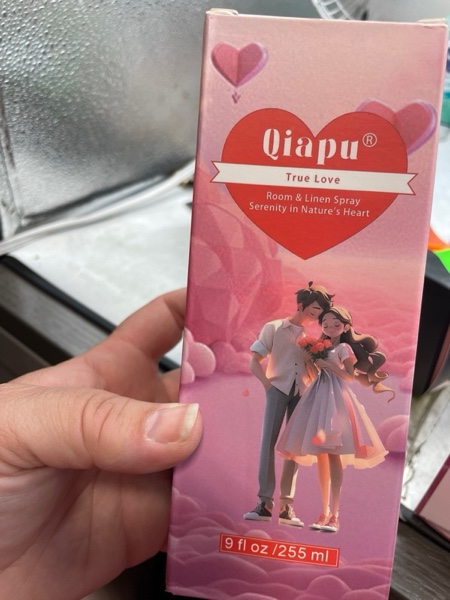 Qiapu®
True Love
Room & Linen Spray
Serenity in Nature's Heart
9 fl oz /255 ml